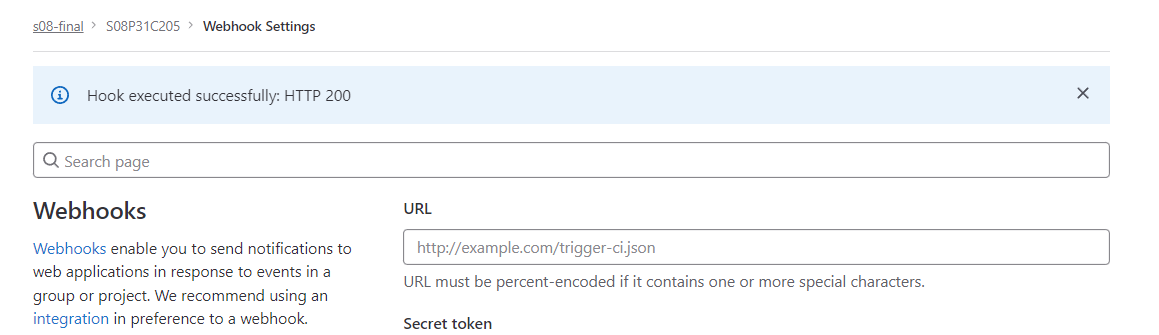 s08-final > S08P31C205 > Webhook Settings
Hook executed successfully: HTTP 200
Search page
Webhooks
Webhooks enable you to send notifications to
web applications in response to events in a
group or project. We recommend using an
integration in preference to a webhook.
URL
http://example.com/trigger-ci.json
URL must be percent-encoded if it contains one or more special characters.
Secret token